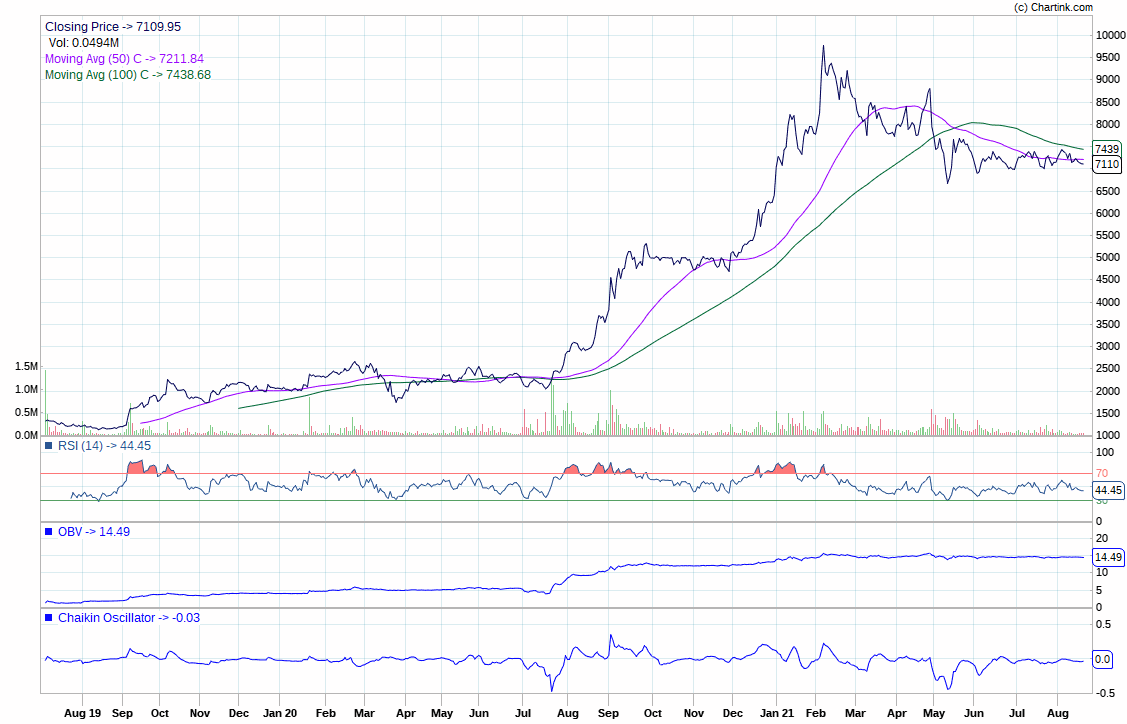 (c) Chartink.com
Closing Price -> 7109.95
Vol: 0.0494M
Moving Avg (50) C -> 7211.84
Moving Avg (100) C -> 7438.68
10000
9500
9000
8500
8000
7439
7110
6500
6000
5500
5000
4500
4000
3500
3000
2500
2000
1500
1000
1.5M
1.0M
0.5M
0.0M
RSI (14) -> 44.45
100
70
44.45
30
0
OBV -> 14.49
20
14.49
10
5
0
Chaikin Oscillator -> -0.03
0.5
0.0
-0.5
Aug 19 Sep Oct Nov Dec Jan 20 Feb Mar Apr May Jun Jul Aug Sep Oct Nov Dec Jan 21 Feb Mar Apr May Jun Jul Aug